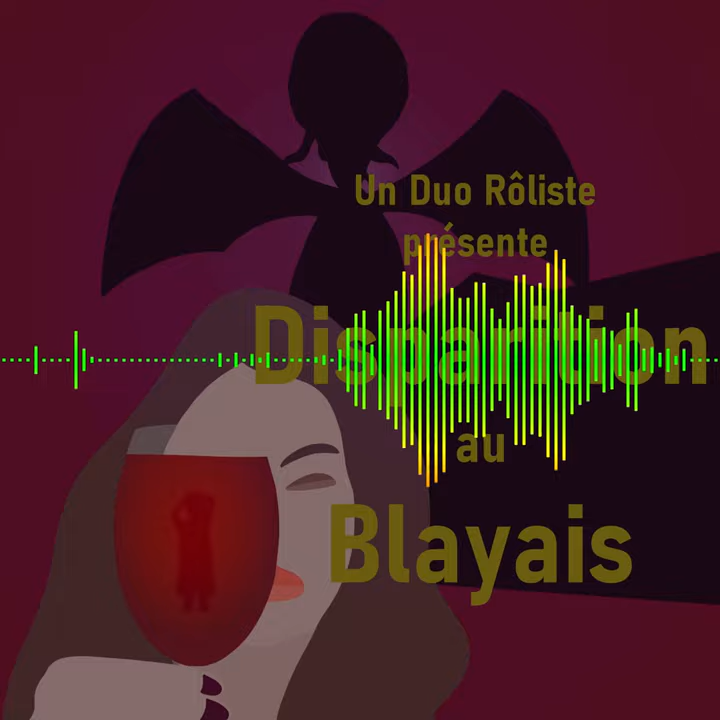 Un Duo Rôliste
présente
Disparition
au
Blayais